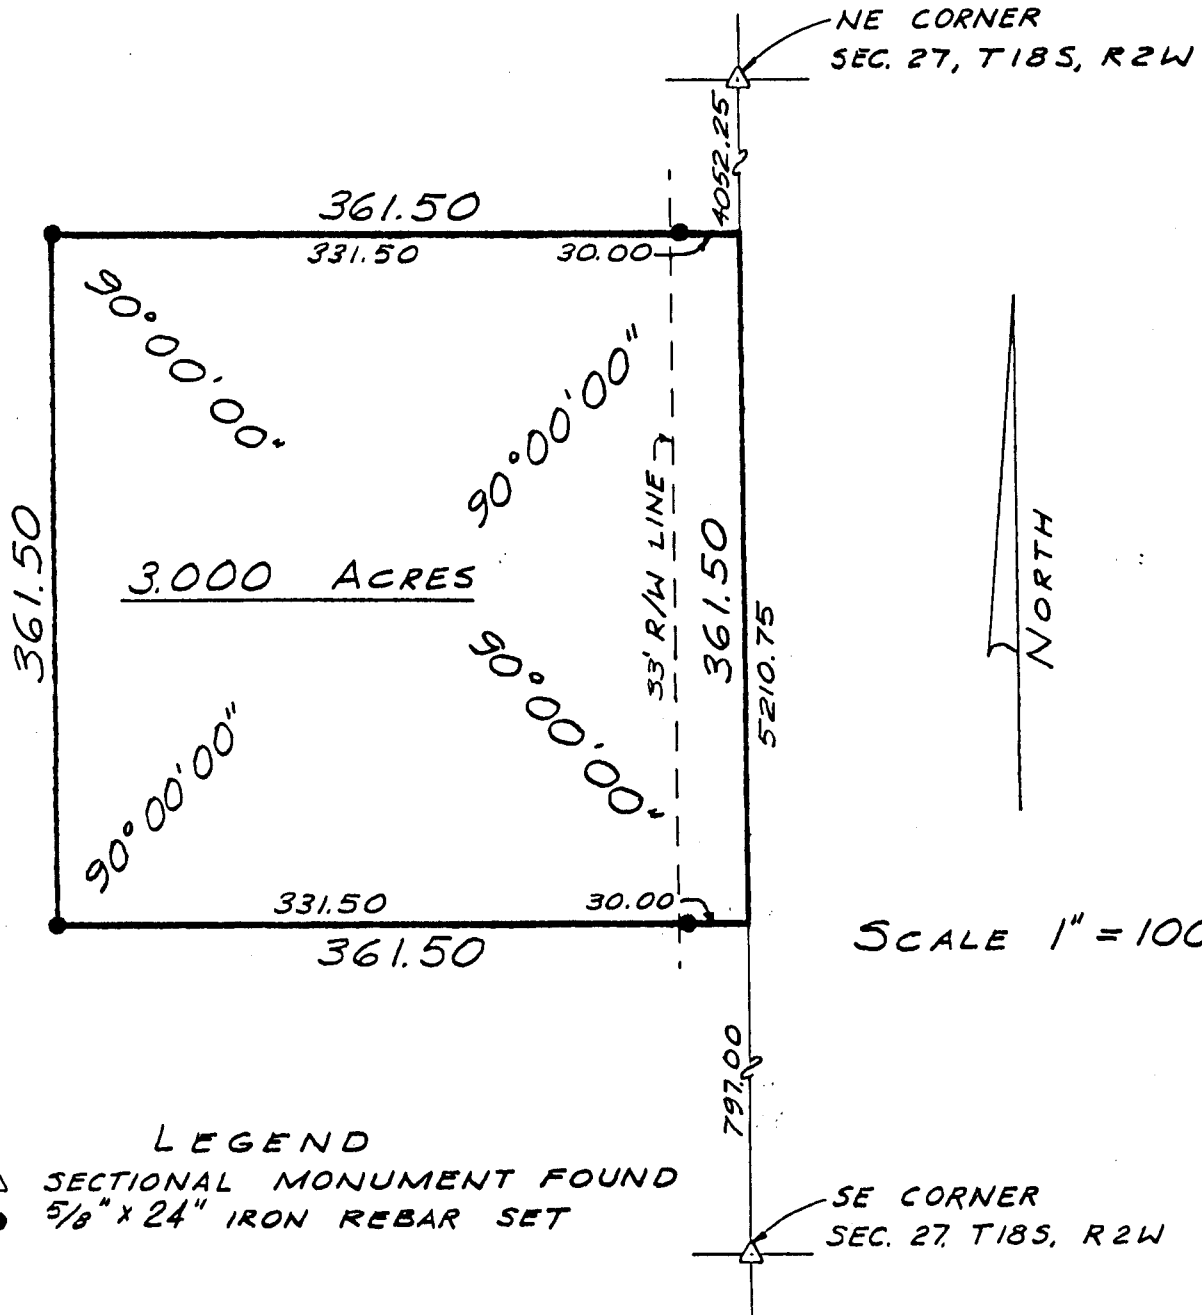 NE CORNER
SEC. 27, T18S, R2W
4052.25
361.50
331.50
30.00
90°00'00"
90°00'00"
33' R/W LINE
361.50
361.50
5210.75
3.000 ACRES
NORTH
90°00'00"
90°00'00"
331.50
30.00
361.50
SCALE 1" = 100
797.00
LEGEND
SECTIONAL MONUMENT FOUND
5/8" X 24" IRON REBAR SET
SE CORNER
SEC. 27. T18S, R2W